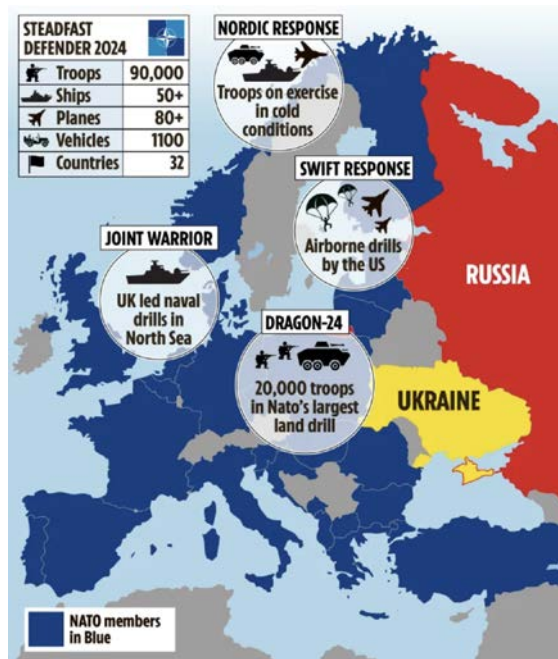 STEADFAST
DEFENDER 2024
Troops 90,000
Ships 50+
Planes 80+
Vehicles 1100
Countries 32
NORDIC RESPONSE
Troops on exercise
in cold
conditions
SWIFT RESPONSE
Airborne drills
by the US
JOINT WARRIOR
UK led naval
drills in
North Sea
RUSSIA
DRAGON-24
20,000 troops
in Nato's largest
land drill
UKRAINE
NATO members
in Blue